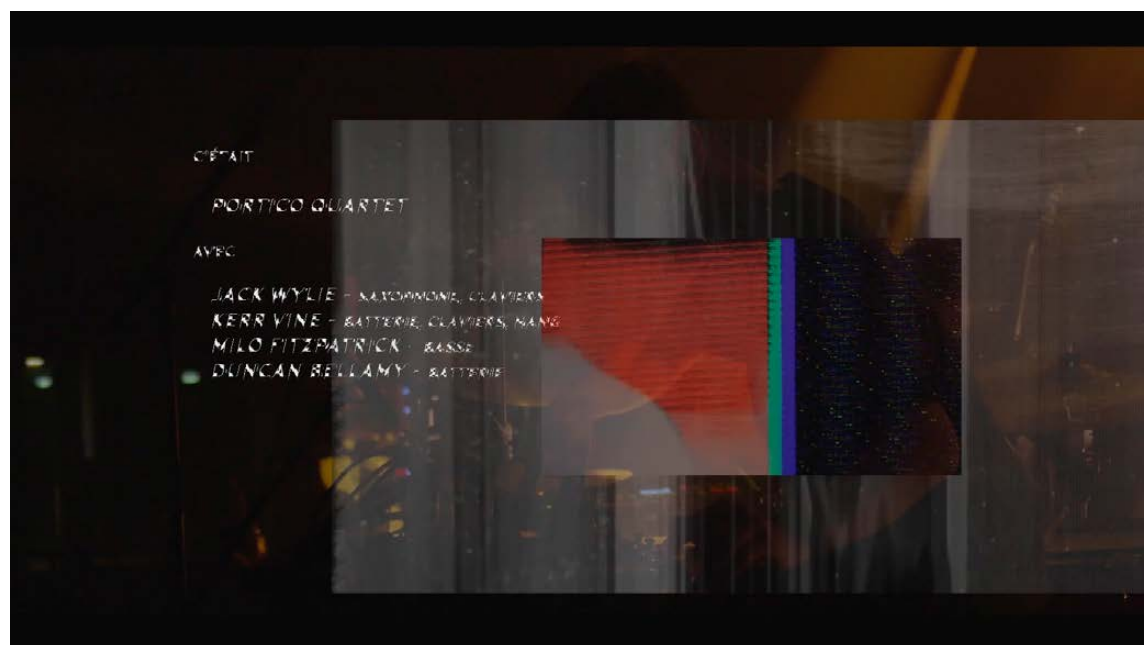 C'ÉTAIT
PORTICO QUARTET
AVEC
JACK WYLIE - SAXOPHONE, CLAVIERS
KERR VINE - BATTERIE, CLAVIERS, HANG
MILO FITZPATRICK - BASSE
DUNCAN BELLAMY - BATTERIE